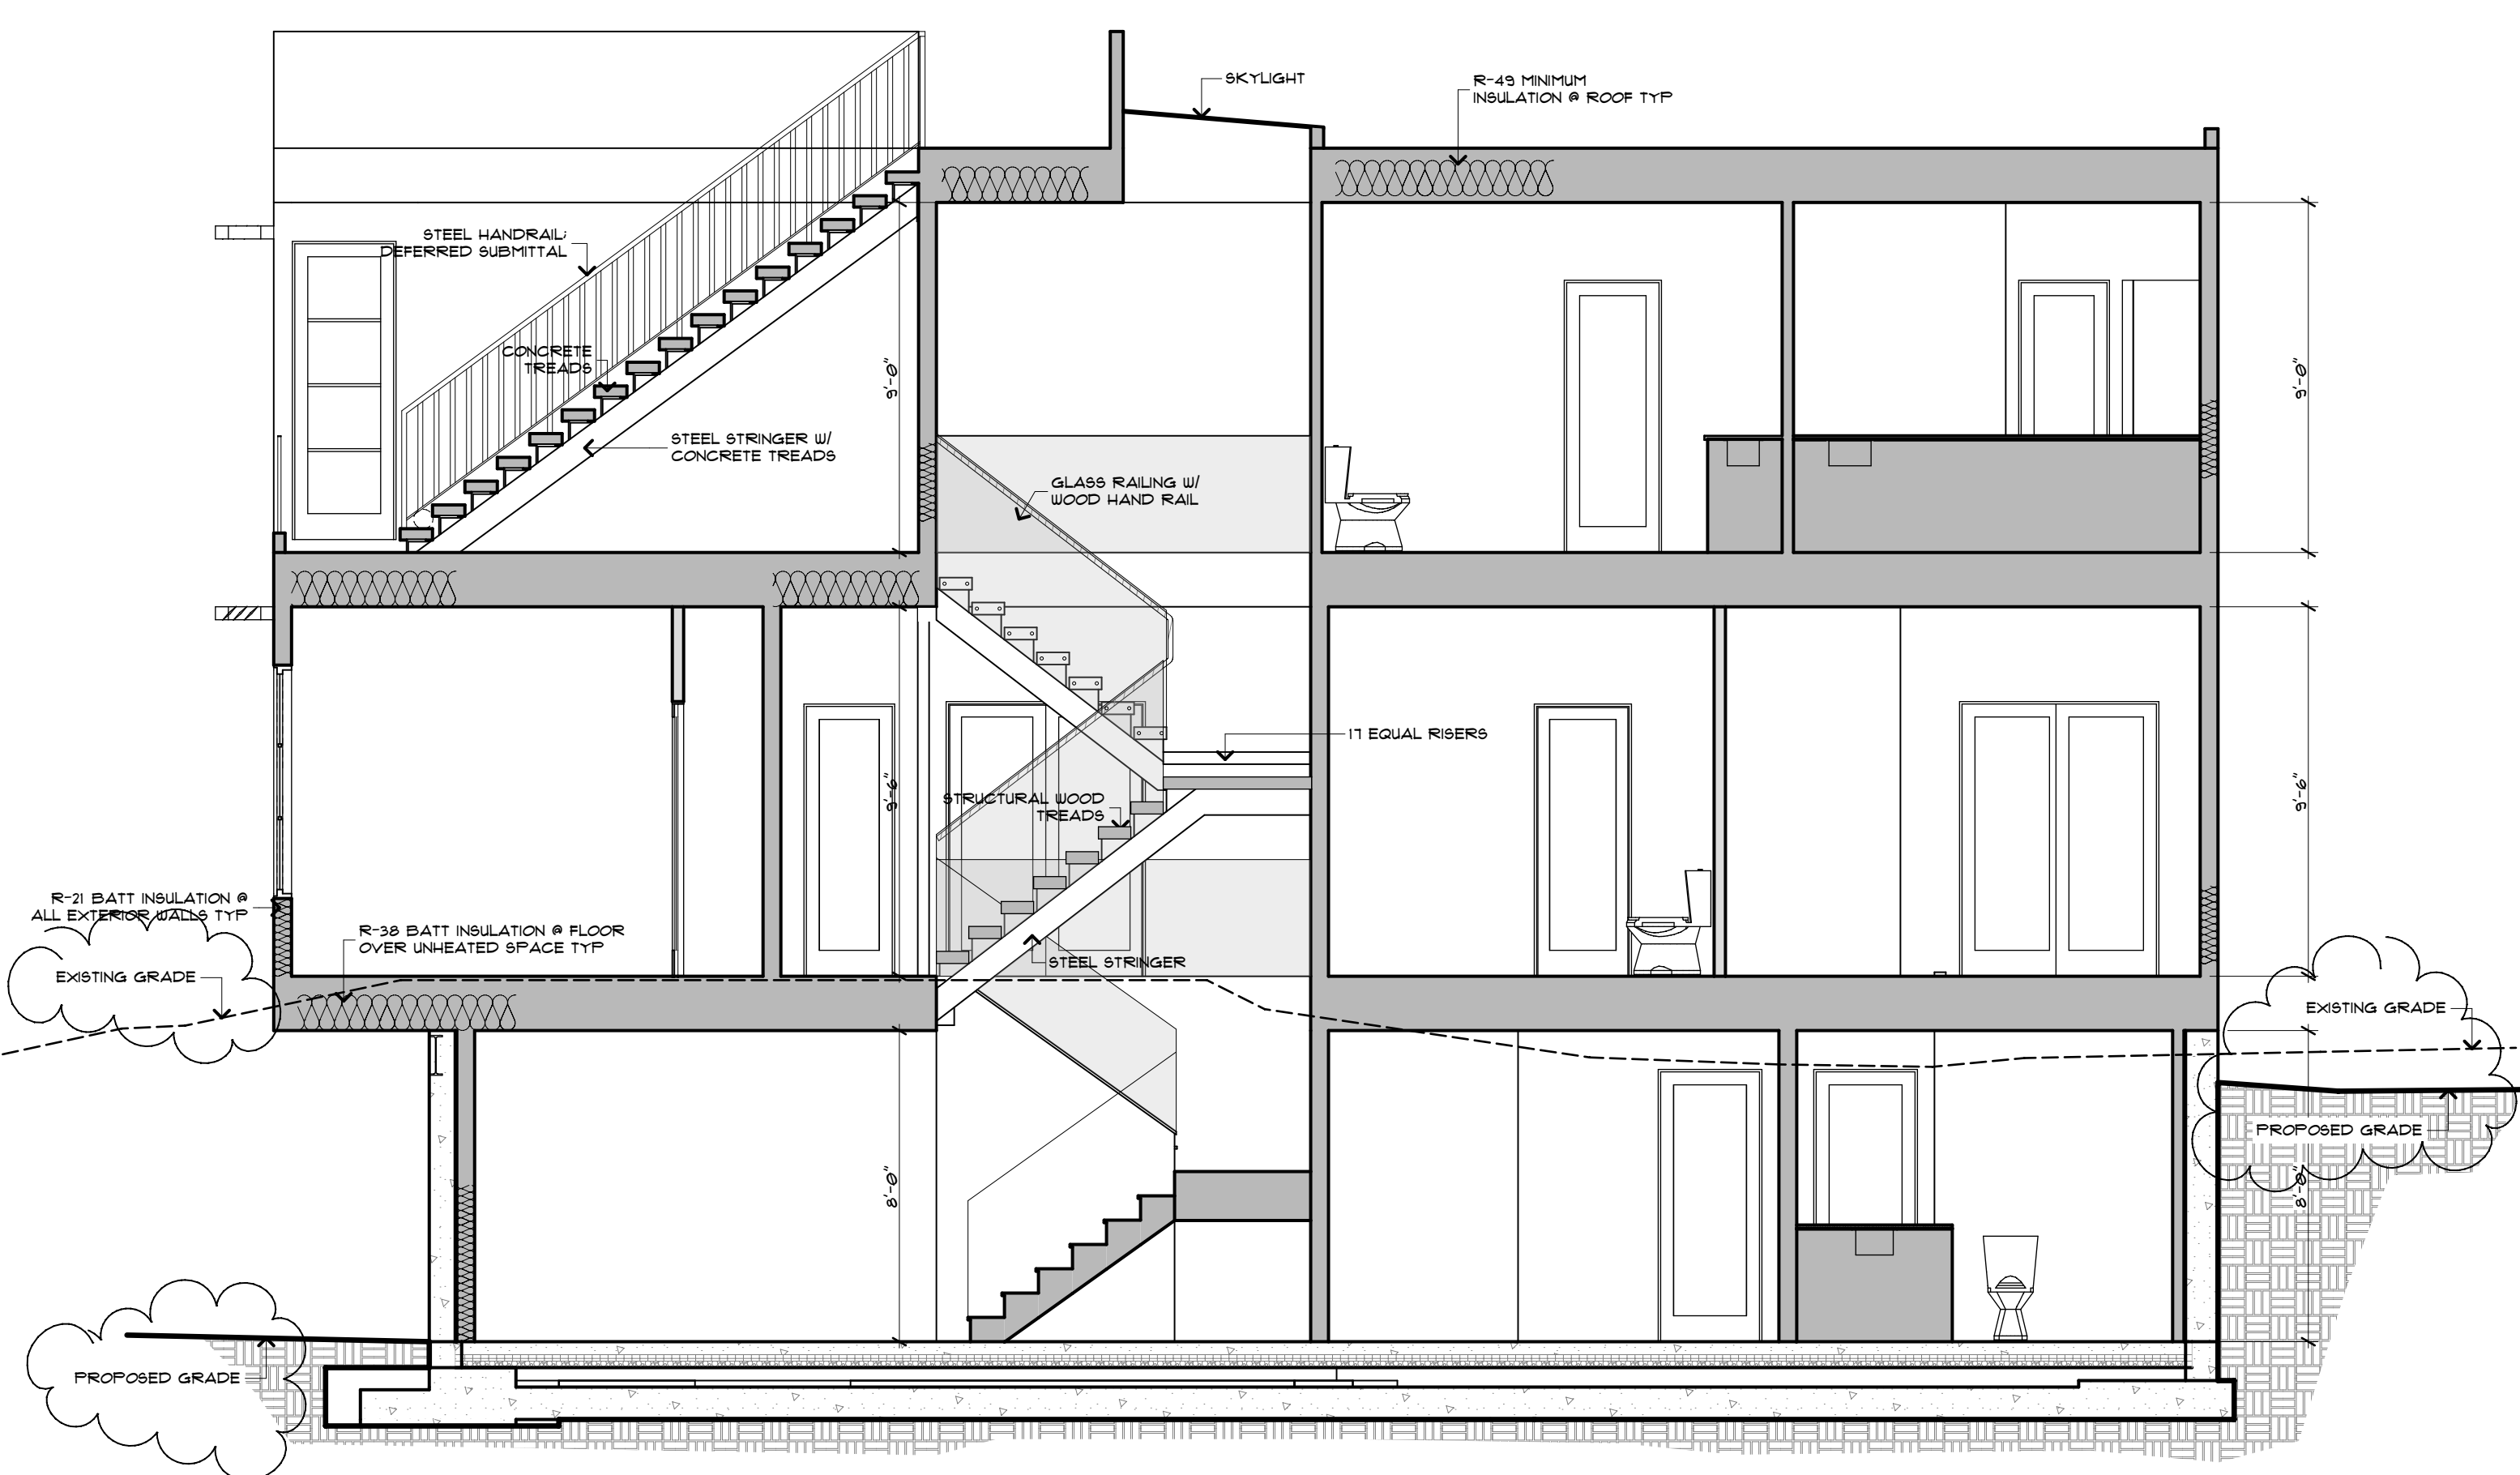 SKYLIGHT
R-49 MINIMUM
INSULATION @ ROOF TYP
STEEL HANDRAIL;
DEFERRED SUBMITTAL
CONCRETE
TREADS
9'-0"
9'-0"
STEEL STRINGER W/
CONCRETE TREADS
GLASS RAILING W/
WOOD HAND RAIL
17 EQUAL RISERS
9'-6"
9'-6"
STRUCTURAL WOOD
TREADS
R-21 BATT INSULATION @
ALL EXTERIOR WALLS TYP
R-38 BATT INSULATION @ FLOOR
OVER UNHEATED SPACE TYP
STEEL STRINGER
EXISTING GRADE
EXISTING GRADE
PROPOSED GRADE
8'-0"
8'-0"
PROPOSED GRADE